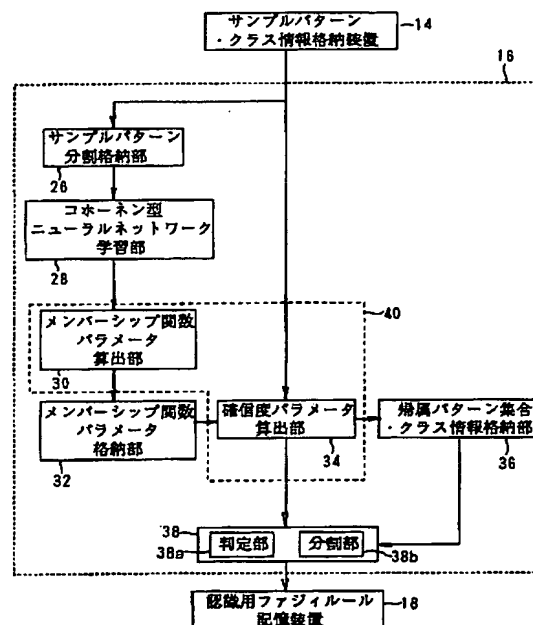 サンプルパターン
・クラス情報格納装置
14
16
サンプルパターン
分割格納部
26
コホーネン型
ニューラルネットワーク
学習部
28
メンバーシップ関数
パラメータ
算出部
30
40
メンバーシップ関数
パラメータ
格納部
32
確信度パラメータ
算出部
34
帰属パターン集合
・クラス情報格納部
36
38
38a
判定部
分割部
38b
認識用ファジィルール
記憶装置
18